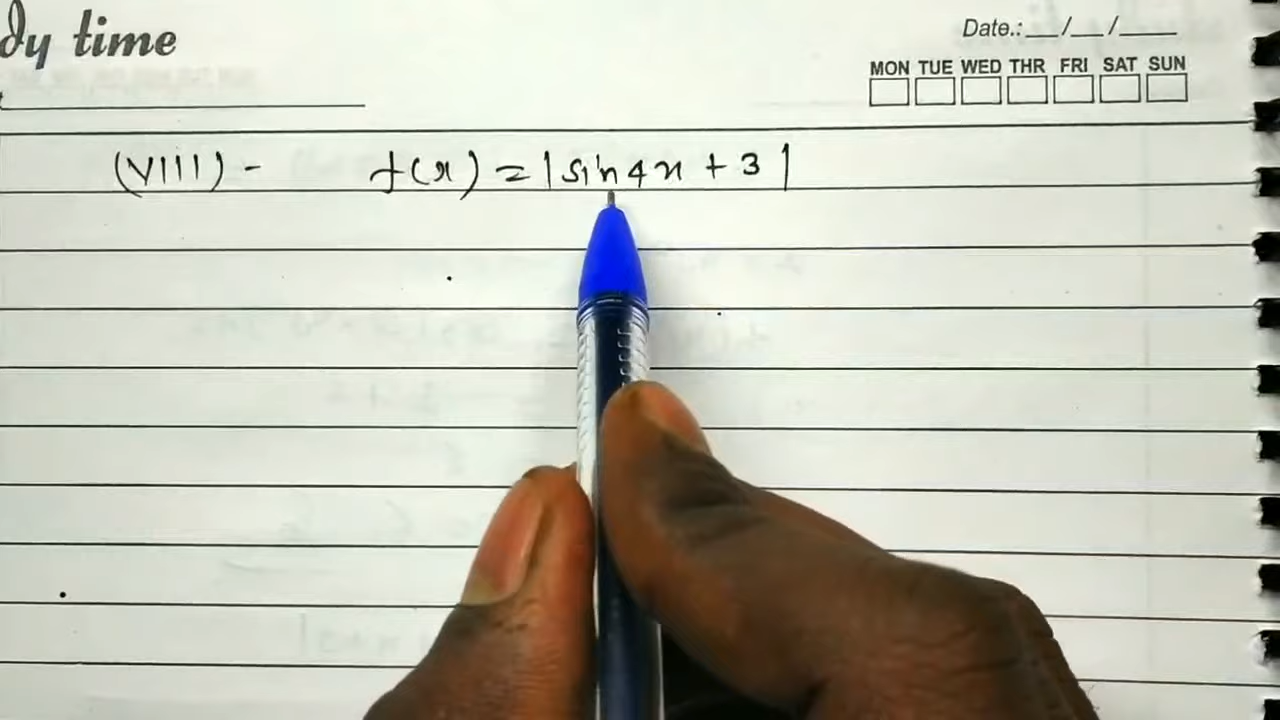 dy time
Date.:__/__/____
MON TUE WED THR FRI SAT SUN
(VIII) - f(x) = |sin4x + 3|